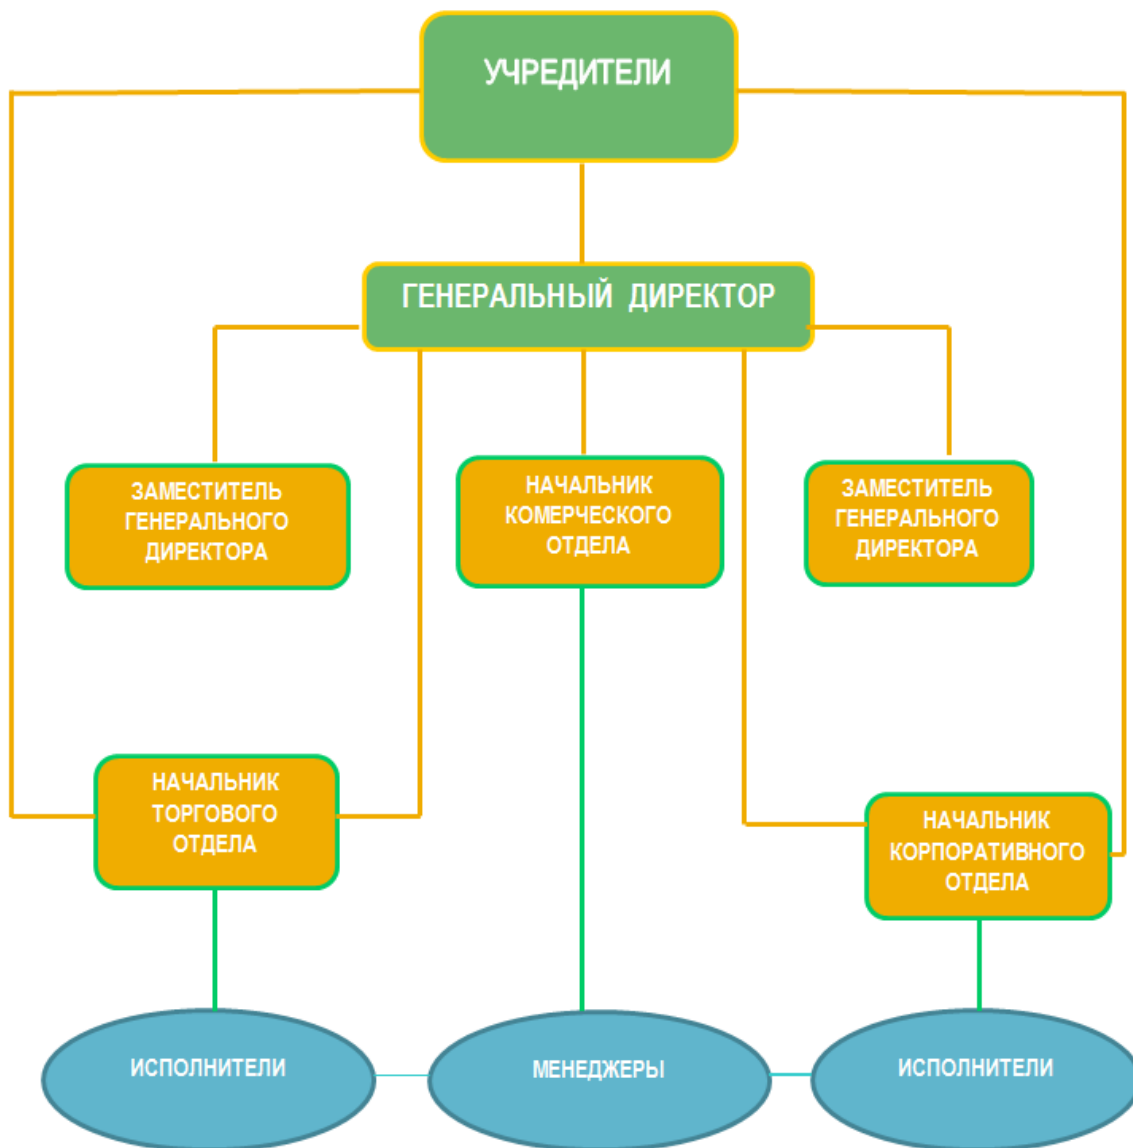 УЧРЕДИТЕЛИ
ГЕНЕРАЛЬНЫЙ ДИРЕКТОР
ЗАМЕСТИТЕЛЬ
ГЕНЕРАЛЬНОГО
ДИРЕКТОРА
НАЧАЛЬНИК
КОМЕРЧЕСКОГО
ОТДЕЛА
ЗАМЕСТИТЕЛЬ
ГЕНЕРАЛЬНОГО
ДИРЕКТОРА
НАЧАЛЬНИК
ТОРГОВОГО
ОТДЕЛА
НАЧАЛЬНИК
КОРПОРАТИВНОГО
ОТДЕЛА
ИСПОЛНИТЕЛИ
МЕНЕДЖЕРЫ
ИСПОЛНИТЕЛИ